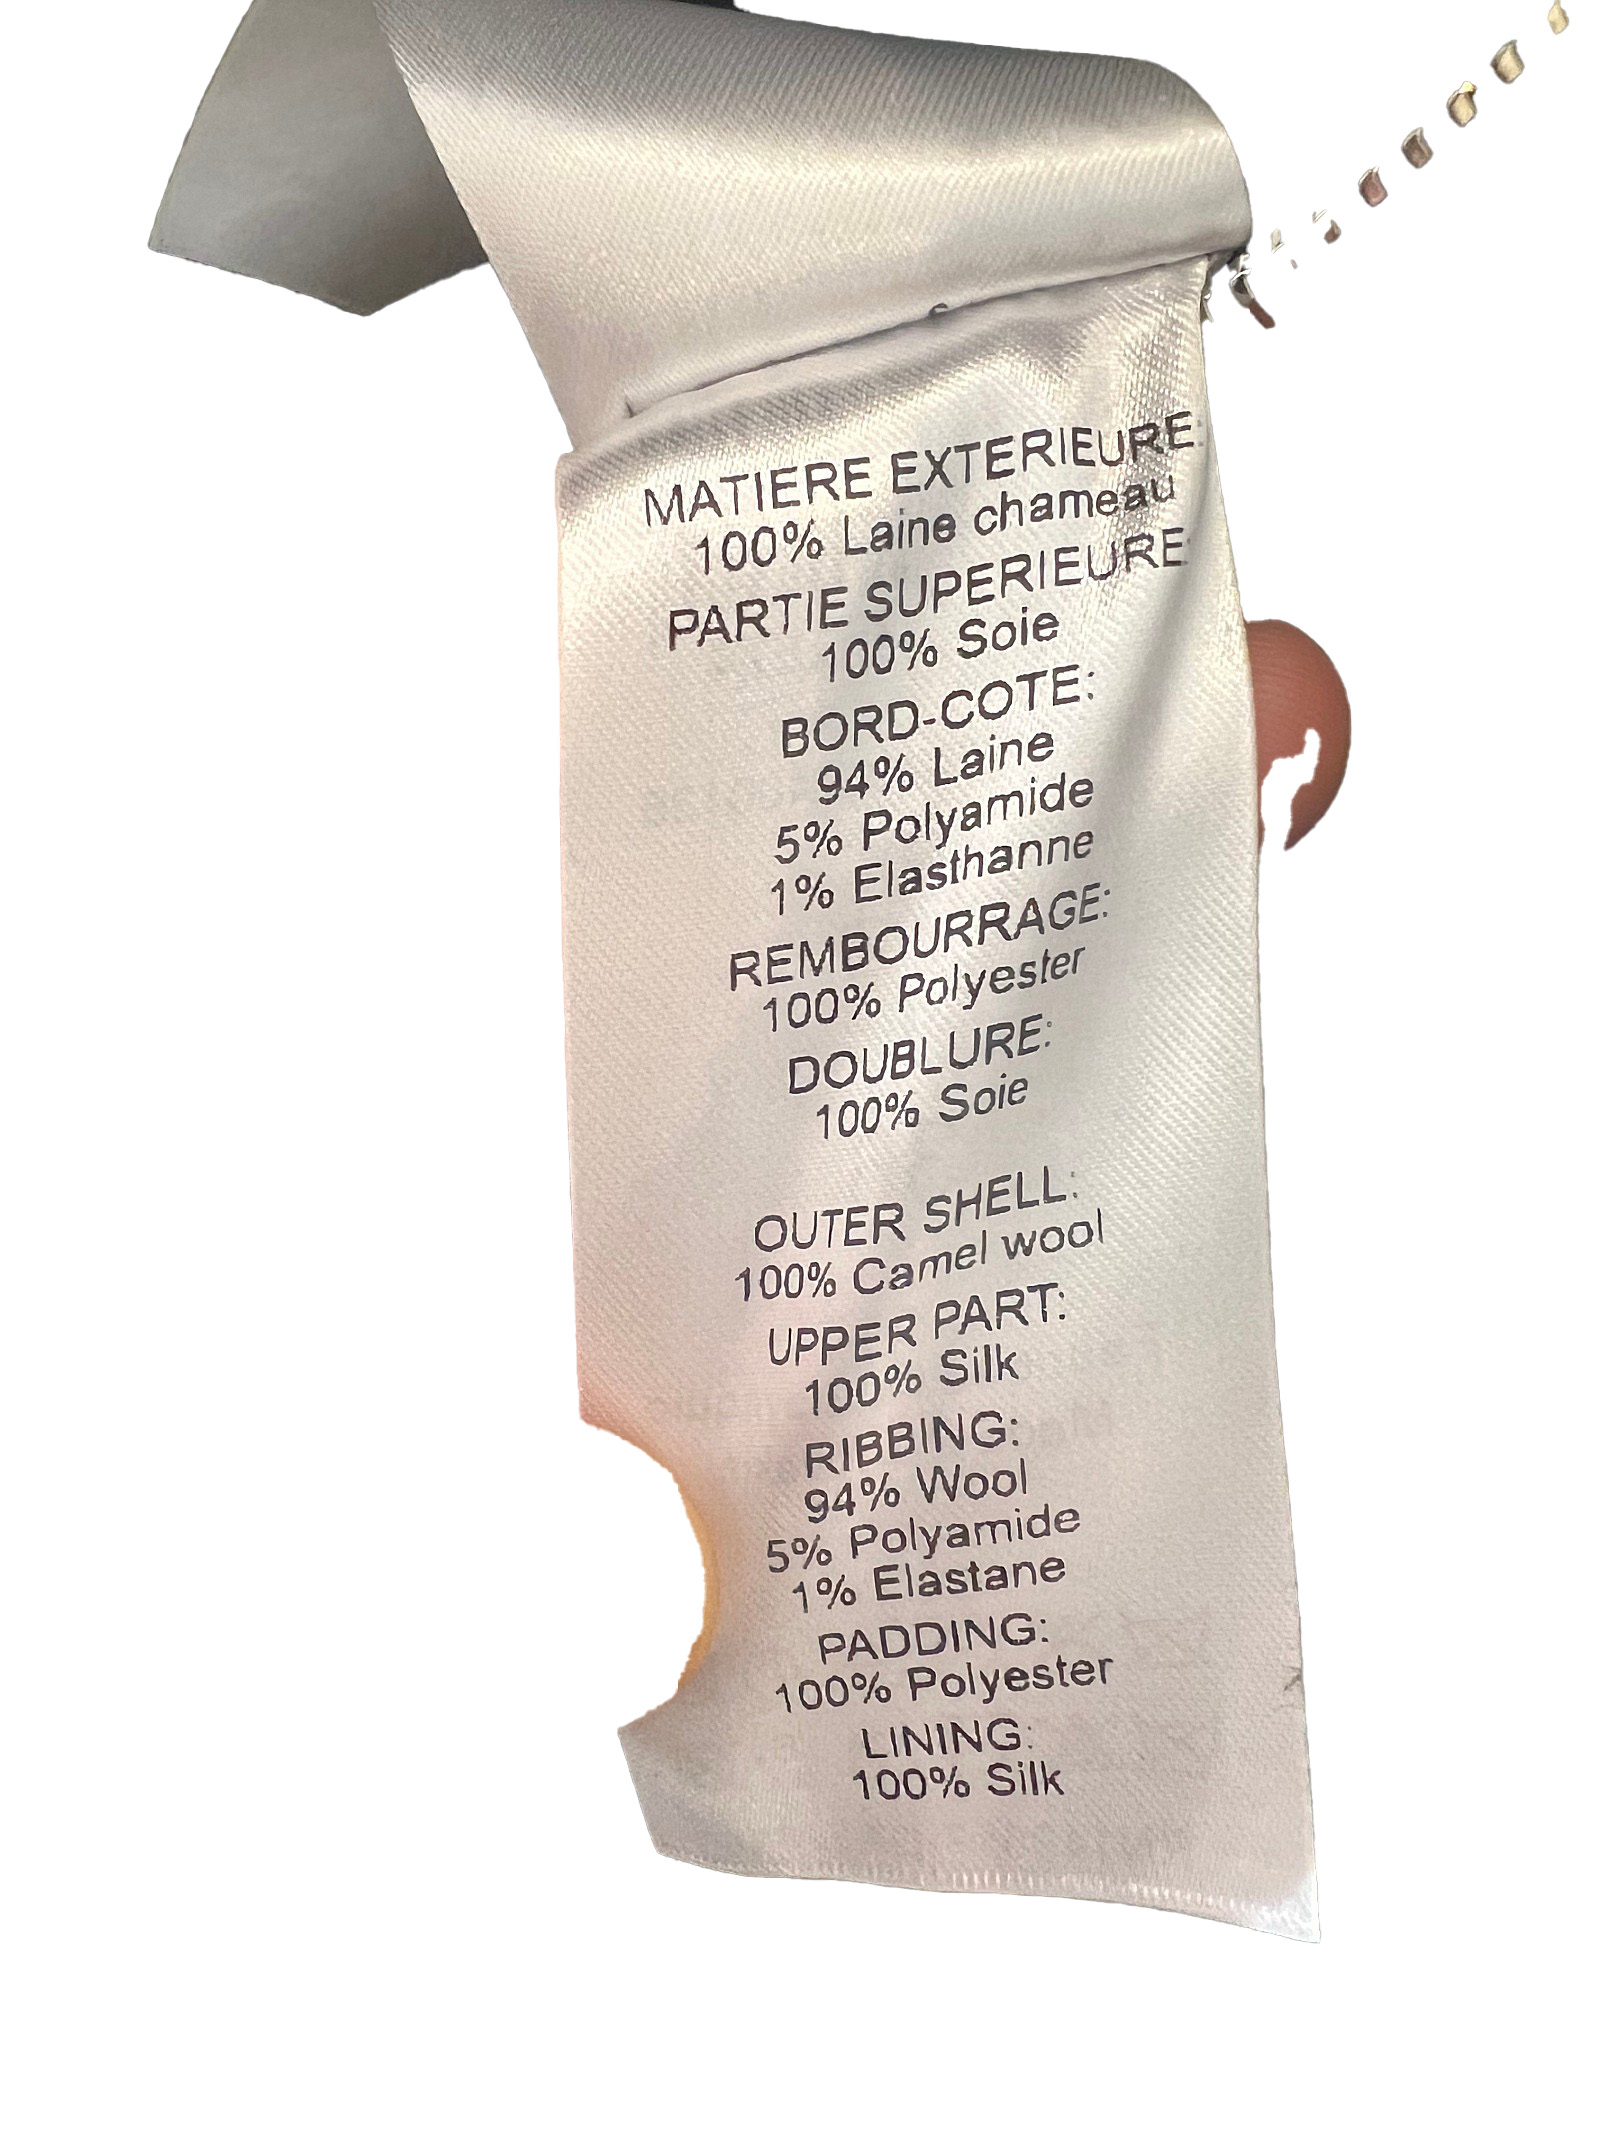 MATIERE EXTERIEURE:
100% Laine chameau
PARTIE SUPERIEURE:
100% Soie
BORD-COTE:
94% Laine
5% Polyamide
1% Elasthanne
REMBOURRAGE:
100% Polyester
DOUBLURE:
100% Soie
OUTER SHELL:
100% Camel wool
UPPER PART:
100% Silk
RIBBING:
94% Wool
5% Polyamide
1% Elastane
PADDING:
100% Polyester
LINING:
100% Silk